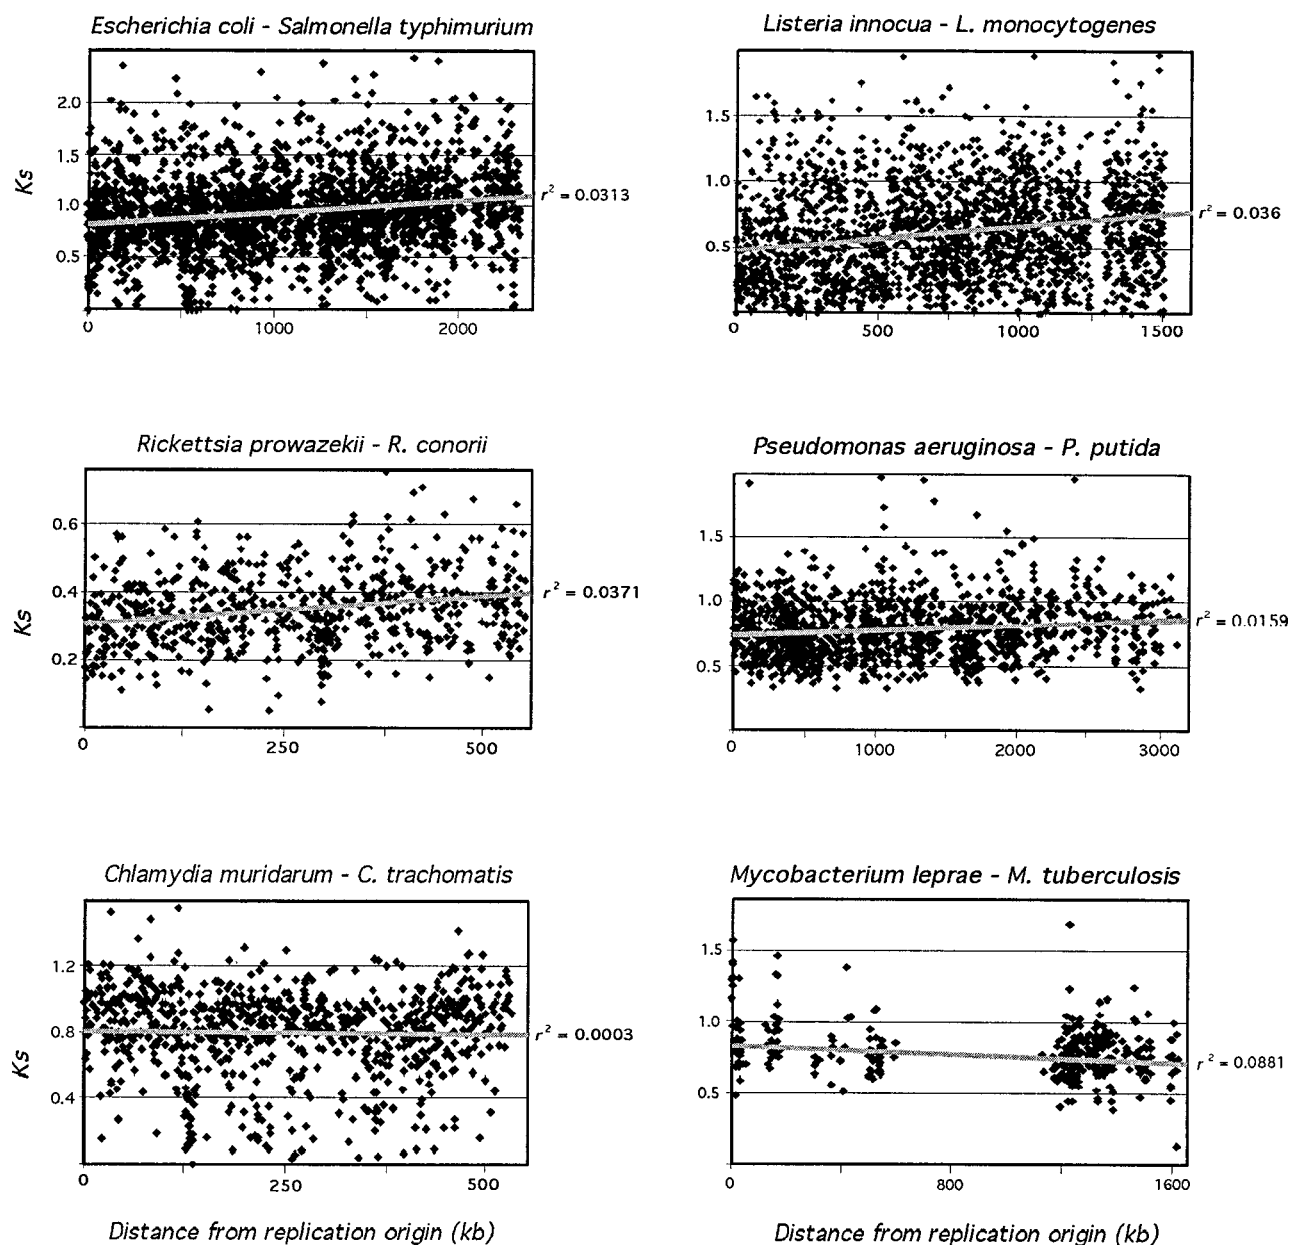 Escherichia coli - Salmonella typhimurium
Ks
2.0
1.5
1.0
0.5
0
1000
2000
r² = 0.0313
Listeria innocua - L. monocytogenes
1.5
1.0
0.5
0
500
1000
1500
r² = 0.036
Rickettsia prowazekii - R. conorii
Ks
0.6
0.4
0.2
0
250
500
r² = 0.0371
Pseudomonas aeruginosa - P. putida
1.5
1.0
0.5
0
1000
2000
3000
r² = 0.0159
Chlamydia muridarum - C. trachomatis
Ks
1.2
0.8
0.4
0
250
500
r² = 0.0003
Distance from replication origin (kb)
Mycobacterium leprae - M. tuberculosis
1.5
1.0
0.5
0
800
1600
r² = 0.0881
Distance from replication origin (kb)